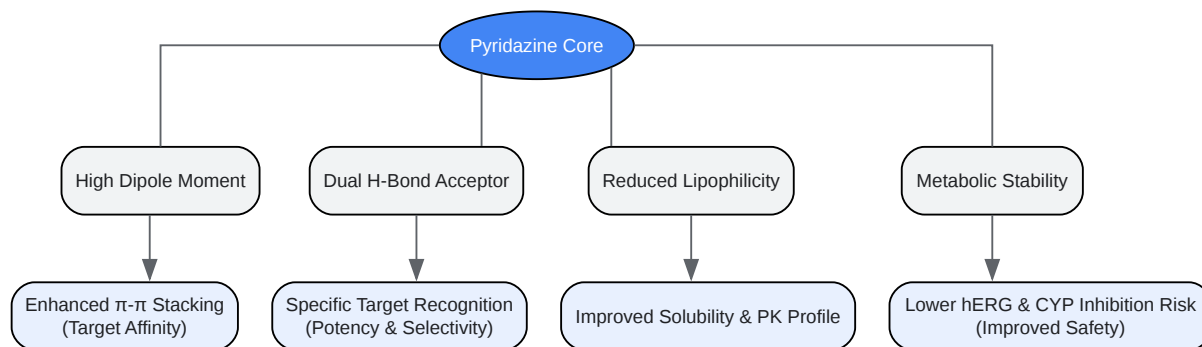 Pyridazine Core
High Dipole Moment
Dual H-Bond Acceptor
Reduced Lipophilicity
Metabolic Stability
Enhanced π-π Stacking
(Target Affinity)
Specific Target Recognition
(Potency & Selectivity)
Improved Solubility & PK Profile
Lower hERG & CYP Inhibition Risk
(Improved Safety)